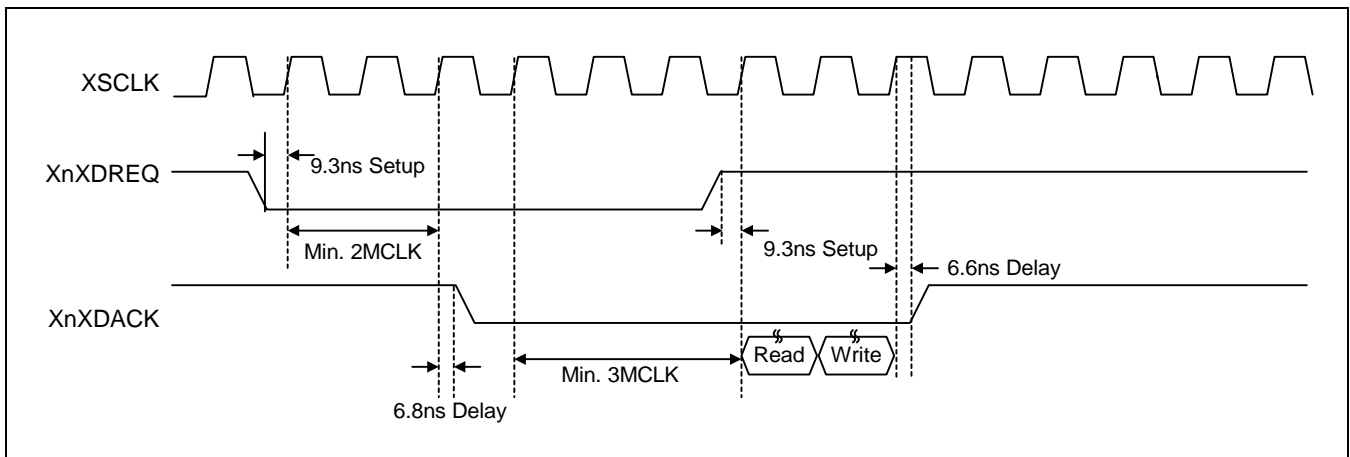 XSCLK
XnXDREQ
9.3ns Setup
Min. 2MCLK
9.3ns Setup
6.6ns Delay
XnXDACK
Read
Write
Min. 3MCLK
6.8ns Delay